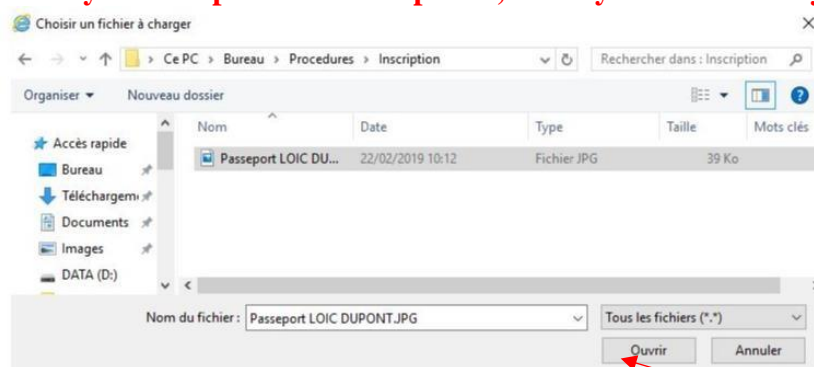 Choisir un fichier à charger
Ce PC > Bureau > Procedures > Inscription
Rechercher dans : Inscription
Organiser
Nouveau dossier
Nom Date Type Taille Mots clés
Passeport LOIC DU... 22/02/2019 10:12 Fichier JPG 39 Ko
Accès rapide
Bureau
Téléchargem
Documents
Images
DATA (D:)
Nom du fichier : Passeport LOIC DUPONT.JPG Tous les fichiers (*.*)
Ouvrir Annuler